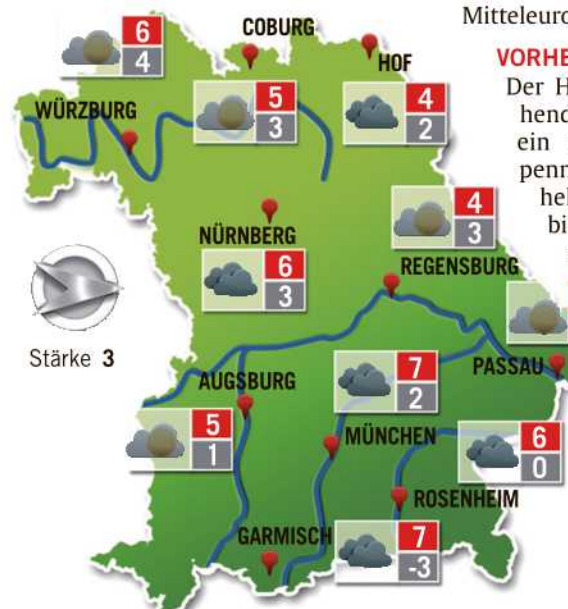 Mitteleuro
6
4
COBURG
HOF
VORHE
WÜRZBURG
5
3
4
2
Der H
hend
ein
penn
hel
bi
NÜRNBERG
6
3
4
3
REGENSBURG
Stärke 3
PASSAU
AUGSBURG
7
2
5
1
MÜNCHEN
6
0
ROSENHEIM
GARMISCH
7
-3